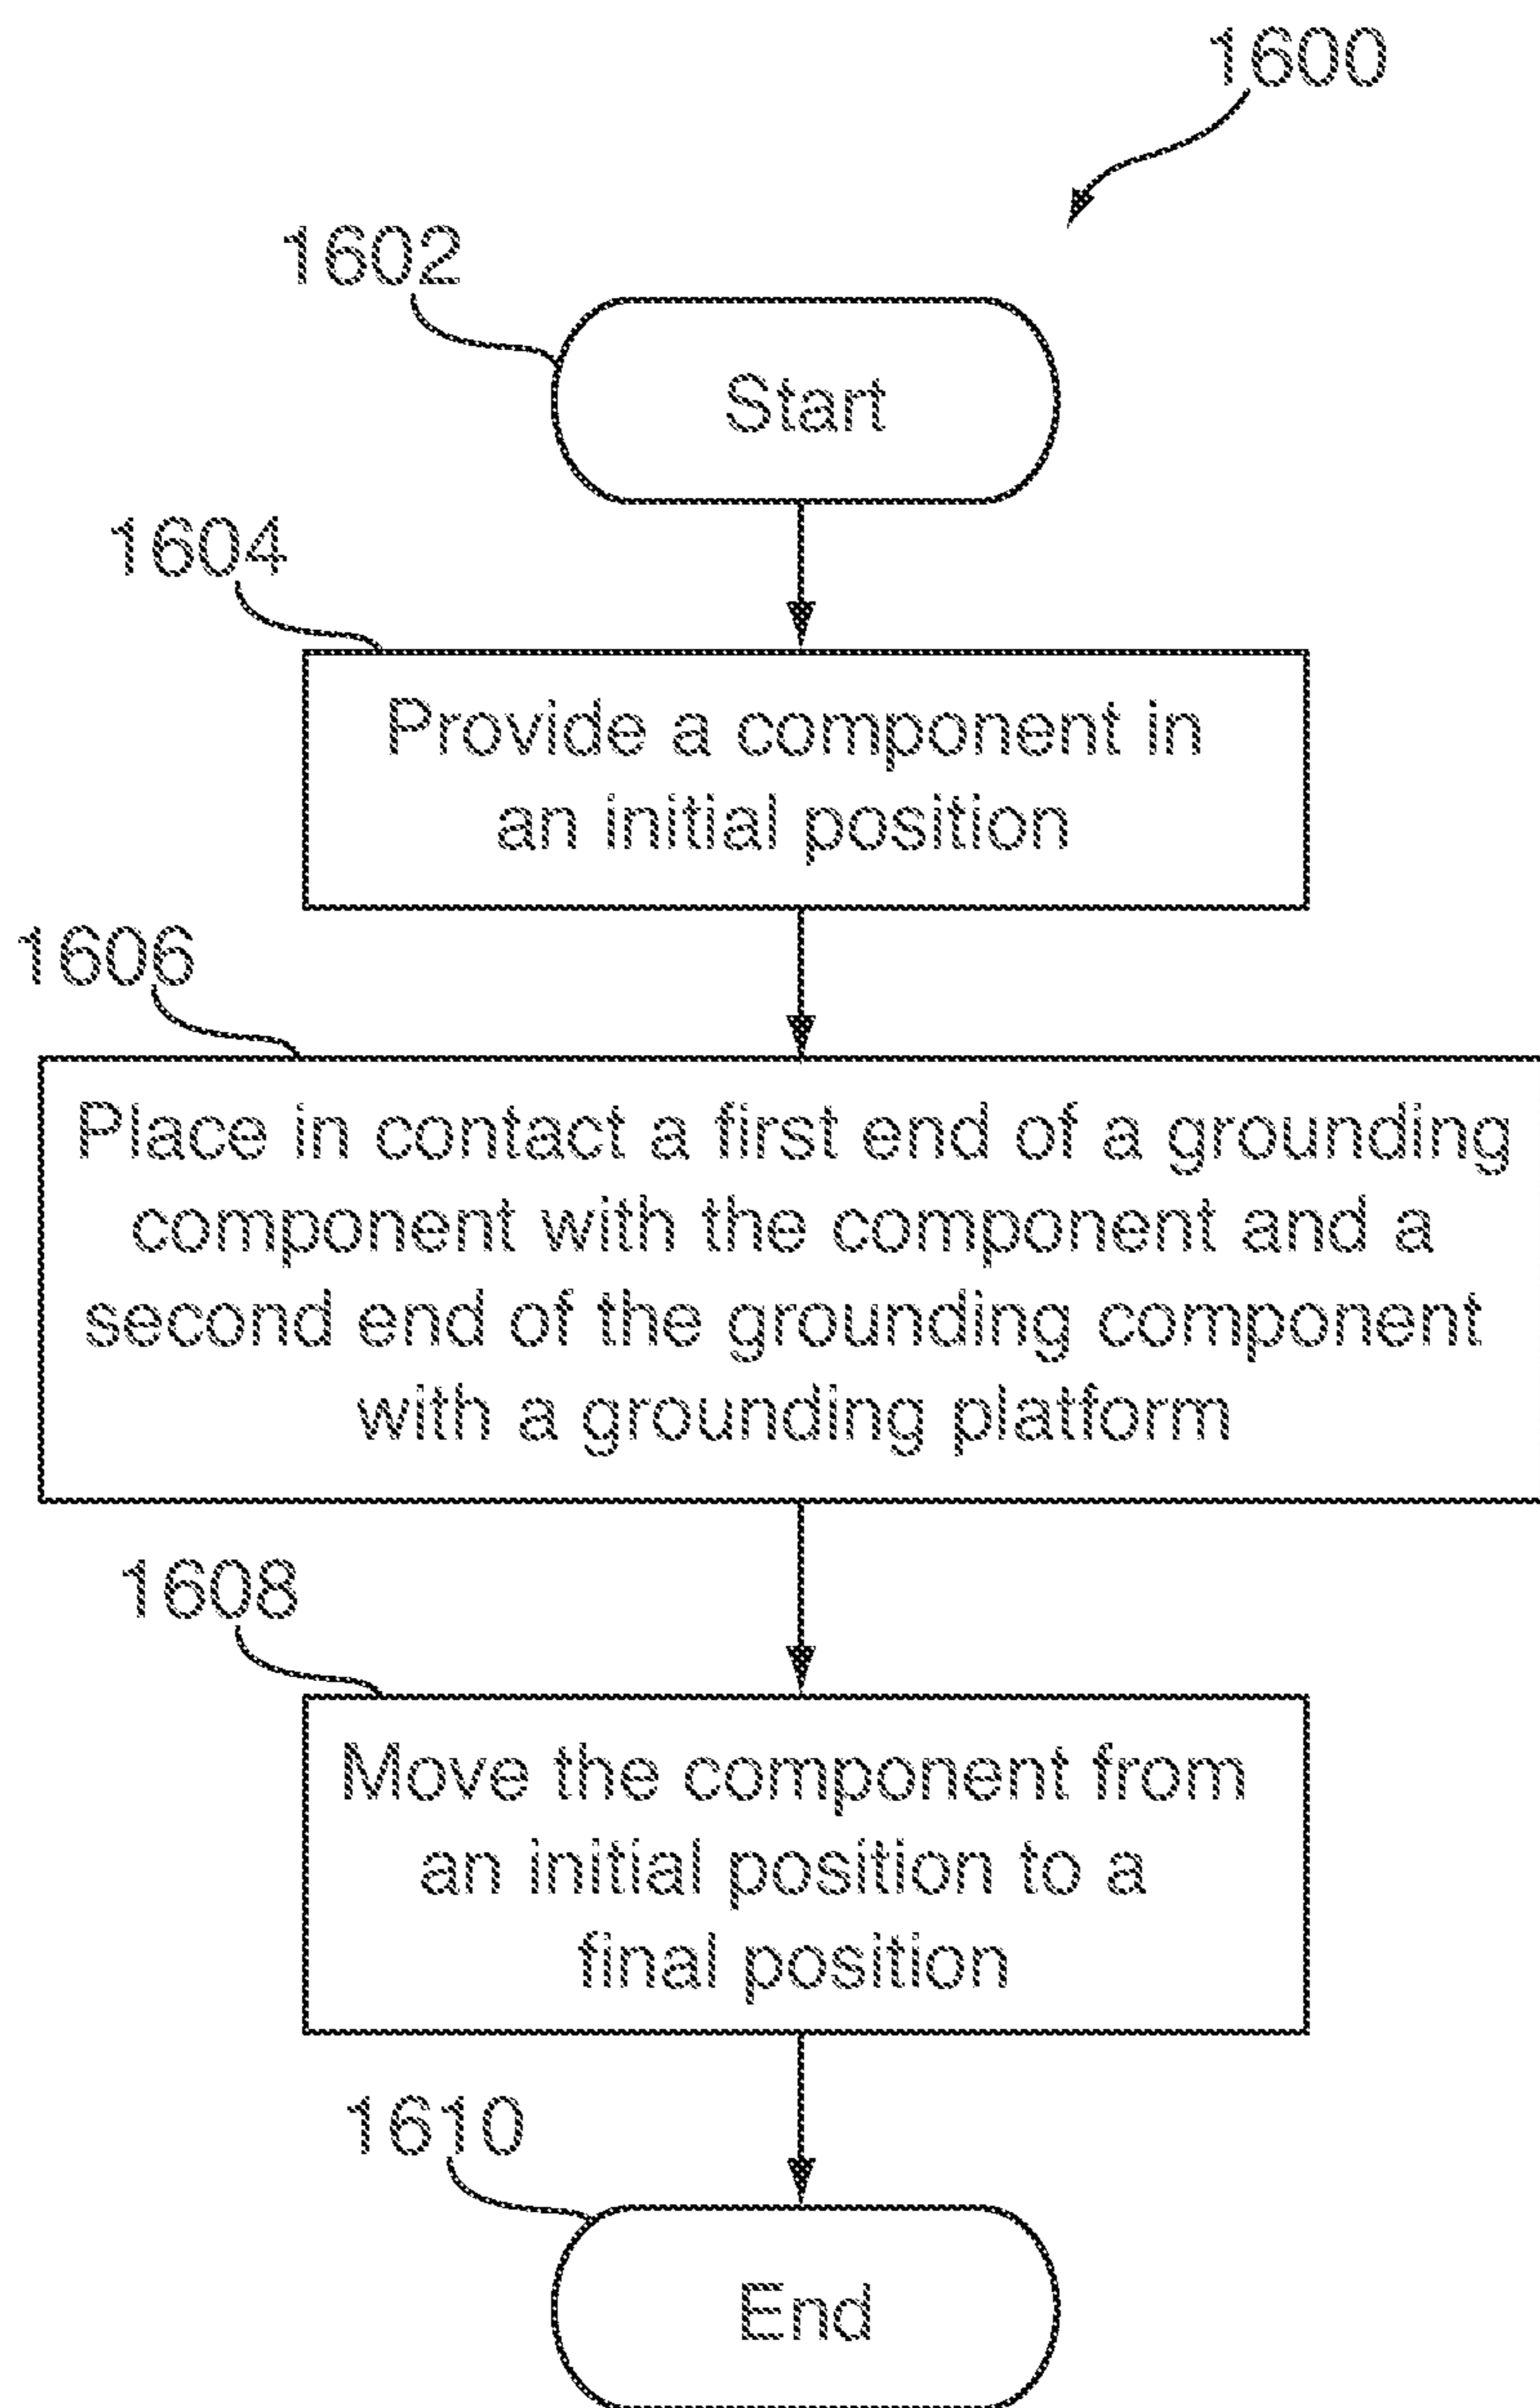 1600
1602
Start
1604
Provide a component in
an initial position
1606
Place in contact a first end of a grounding
component with the component and a
second end of the grounding component
with a grounding platform
1608
Move the component from
an initial position to a
final position
1610
End